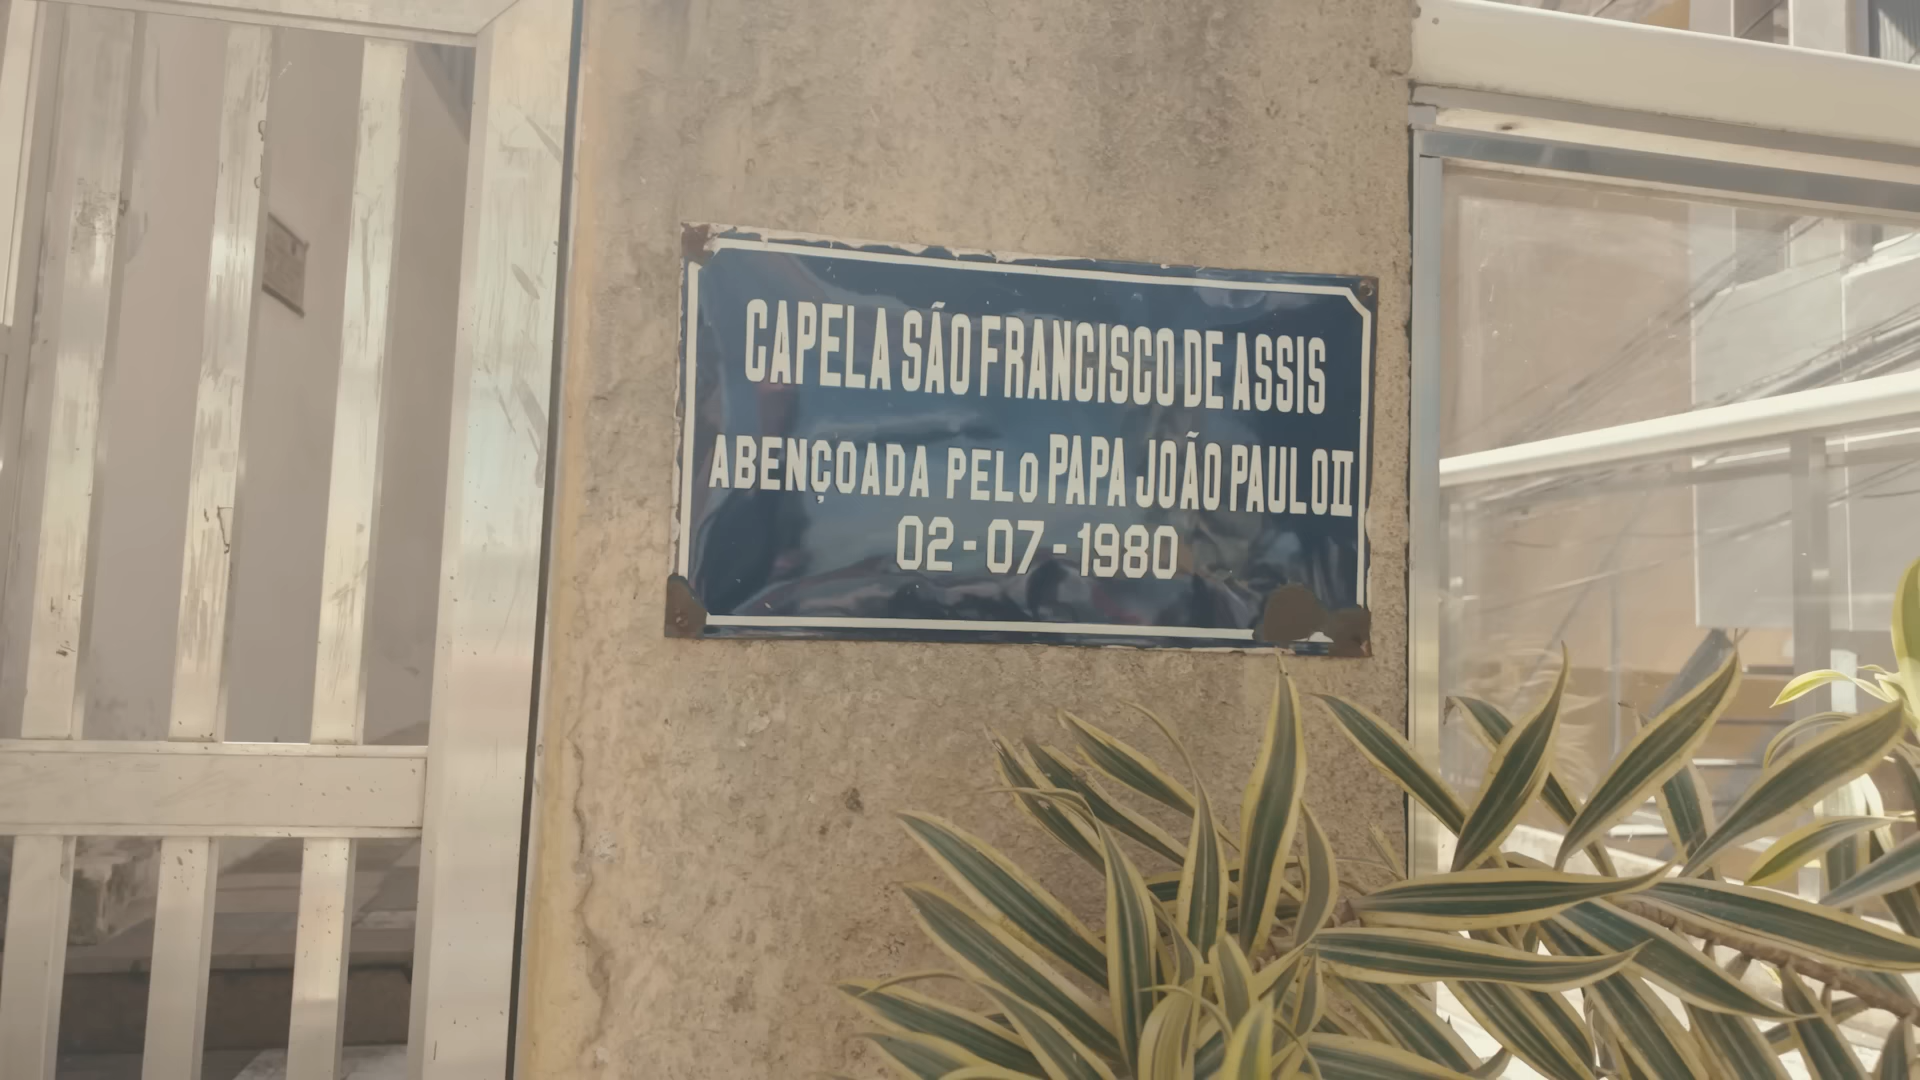 CAPELA SÃO FRANCISCO DE ASSIS
ABENÇOADA PELO PAPA JOÃO PAULO II
02-07-1980